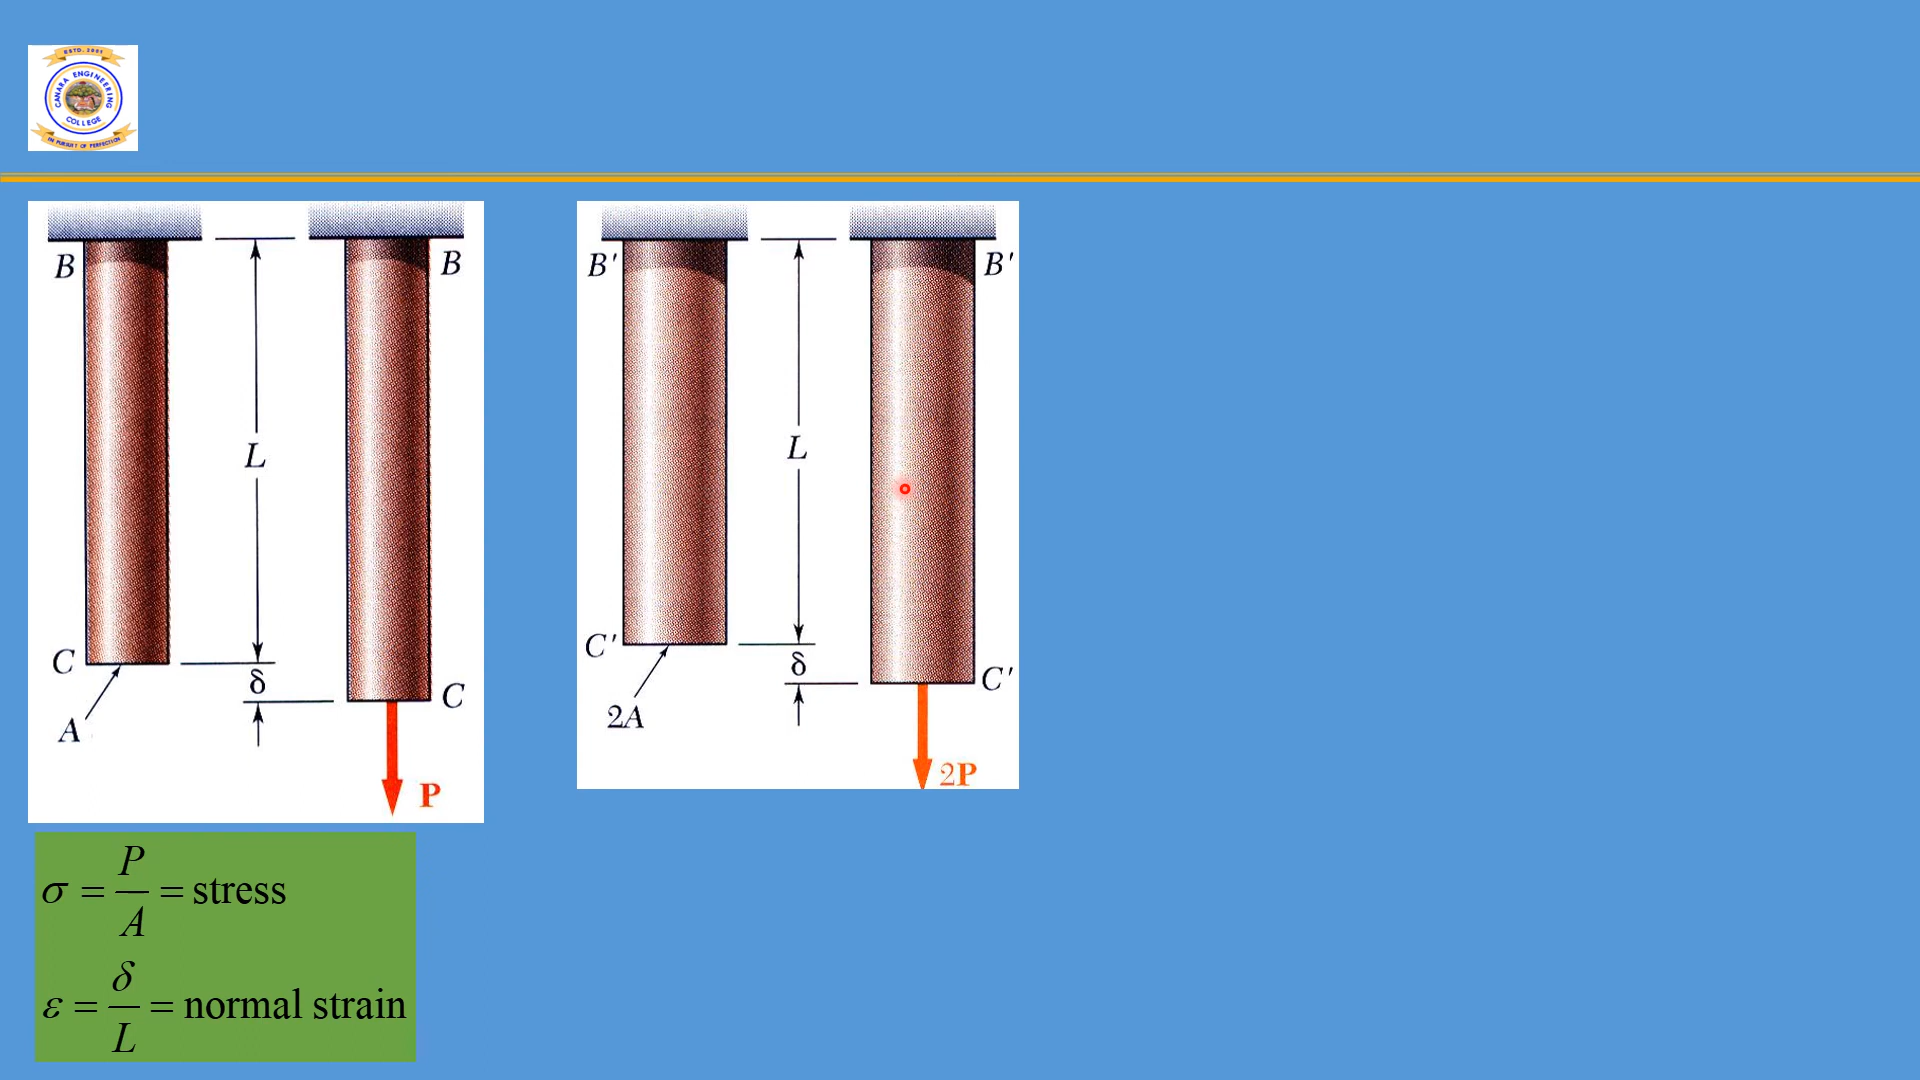 ESTD. 2001
CANARA ENGINEERING
COLLEGE
IN PURSUIT OF PERFECTION
B
B
L
C
δ
C
A
P
B'
B'
L
C'
δ
C'
2A
2P
σ = P/A = stress
ε = δ/L = normal strain